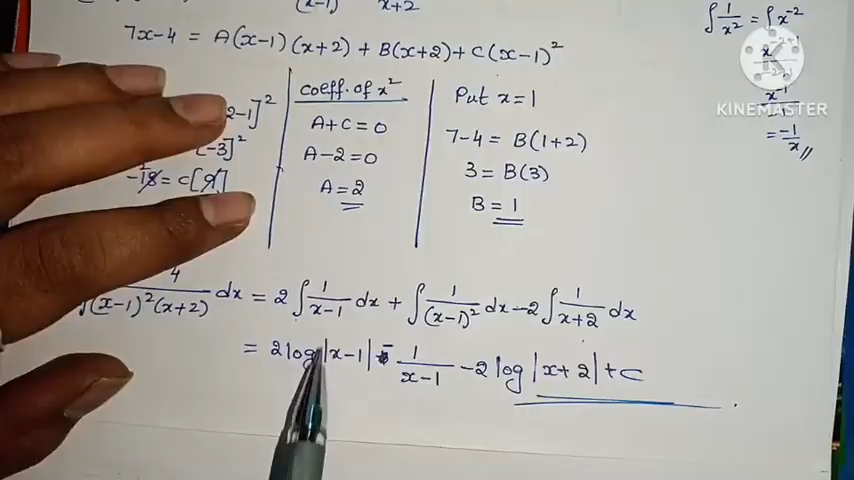 (x-1) x+2
7x-4 = A(x-1)(x+2) + B(x+2) + C(x-1)²
∫ 1/x² = ∫ x⁻²
x⁻¹
= -1/x //
KINEMASTER
2-1]²
(-3]²
-18 = C[9]
coeff. of x²
A+C = 0
A-2 = 0
A = 2
Put x = 1
7-4 = B(1+2)
3 = B(3)
B = 1
4/(x-1)²(x+2) dx = 2∫ 1/(x-1) dx + ∫ 1/(x-1)² dx - 2∫ 1/(x+2) dx
= 2log|x-1| - 1/(x-1) - 2log|x+2| + C